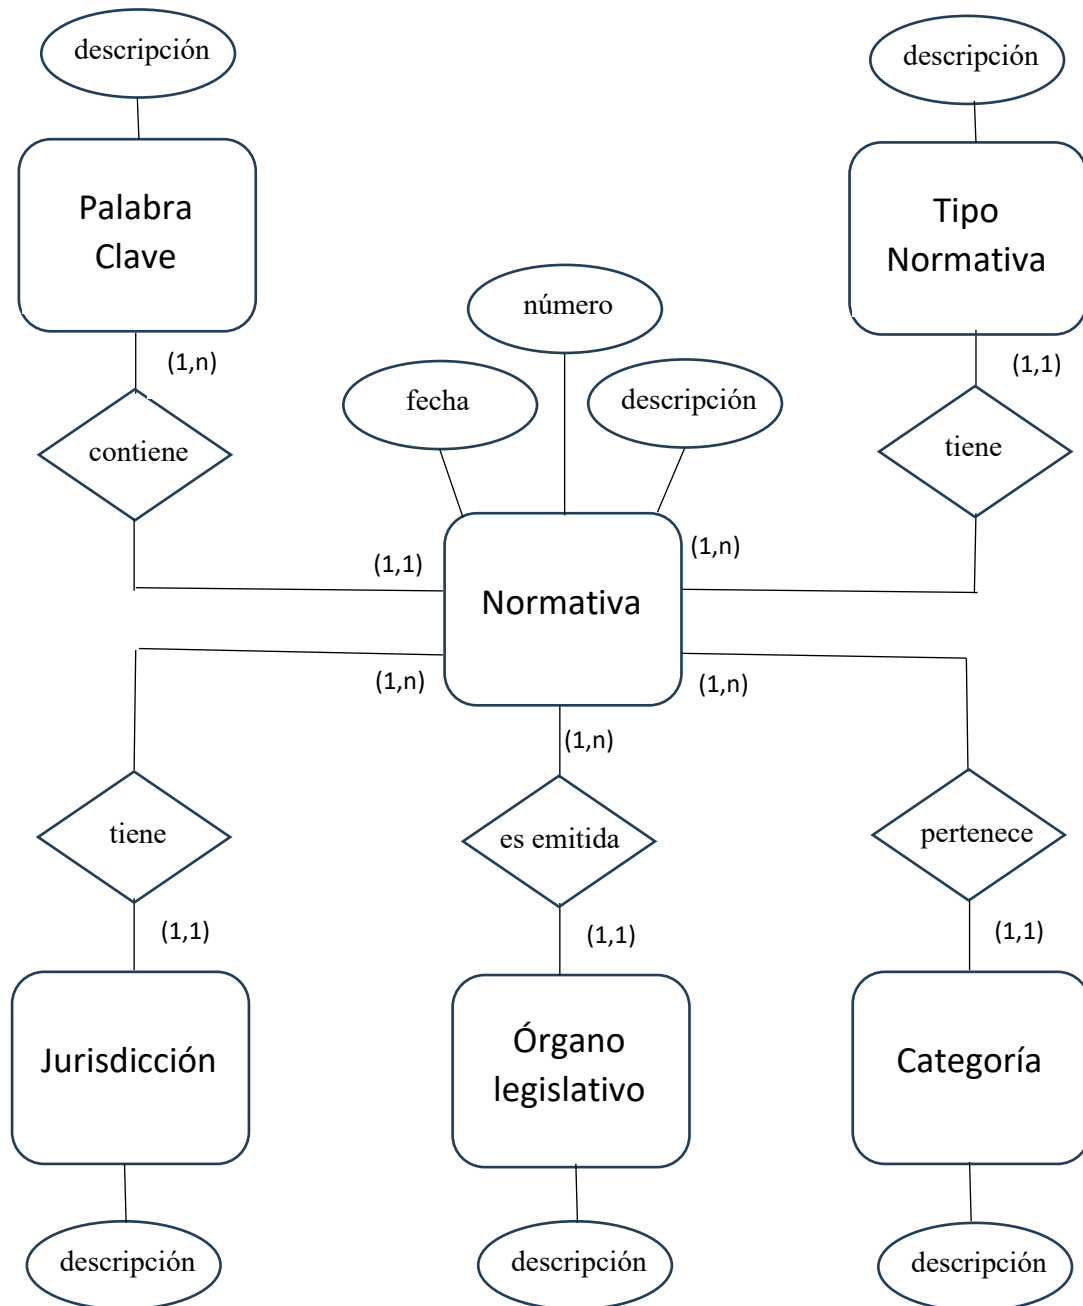 descripción
descripción
Palabra
Clave
Tipo
Normativa
número
(1,n)
(1,1)
fecha
descripción
contiene
tiene
(1,1)
(1,n)
Normativa
(1,n)
(1,n)
(1,n)
tiene
es emitida
pertenece
(1,1)
(1,1)
(1,1)
Jurisdicción
Órgano
legislativo
Categoría
descripción
descripción
descripción